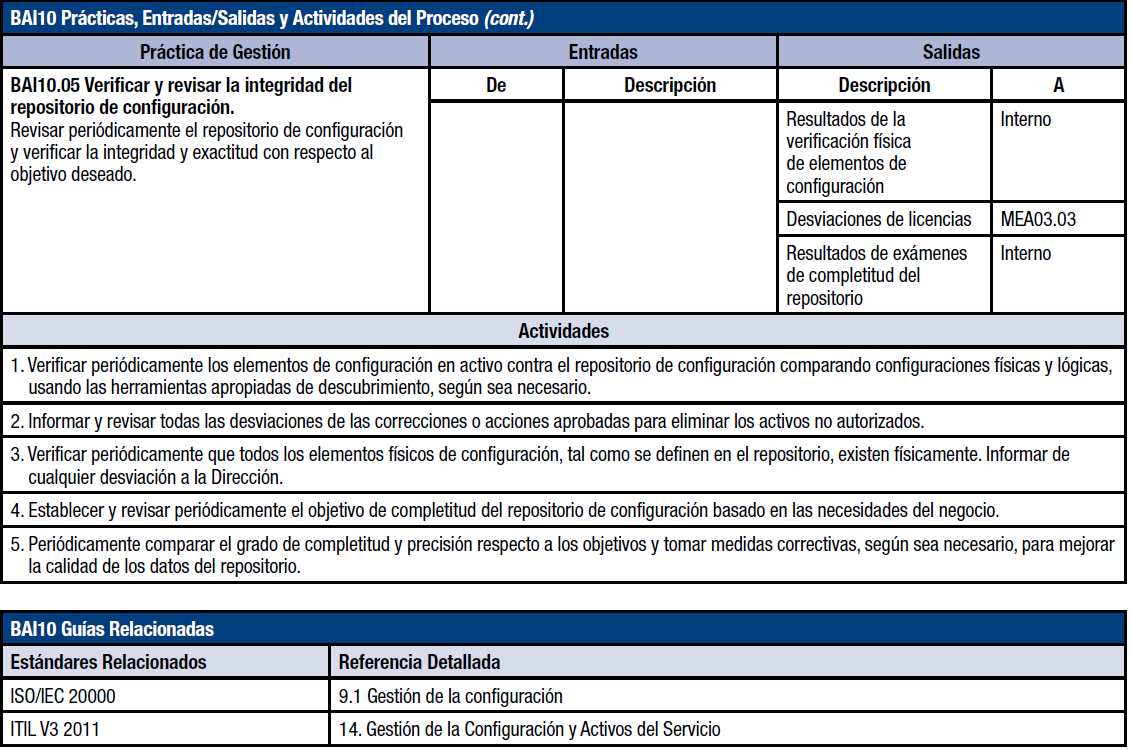 BAI10 Prácticas, Entradas/Salidas y Actividades del Proceso (cont.)
Práctica de Gestión
Entradas
Salidas
BAI10.05 Verificar y revisar la integridad del
repositorio de configuración.
Revisar periódicamente el repositorio de configuración
y verificar la integridad y exactitud con respecto al
objetivo deseado.
De
Descripción
Descripción
A
Resultados de la
verificación física
de elementos de
configuración
Interno
Desviaciones de licencias
MEA03.03
Resultados de exámenes
de completitud del
repositorio
Interno
Actividades
1. Verificar periódicamente los elementos de configuración en activo contra el repositorio de configuración comparando configuraciones físicas y lógicas,
usando las herramientas apropiadas de descubrimiento, según sea necesario.
2. Informar y revisar todas las desviaciones de las correcciones o acciones aprobadas para eliminar los activos no autorizados.
3. Verificar periódicamente que todos los elementos físicos de configuración, tal como se definen en el repositorio, existen físicamente. Informar de
cualquier desviación a la Dirección.
4. Establecer y revisar periódicamente el objetivo de completitud del repositorio de configuración basado en las necesidades del negocio.
5. Periódicamente comparar el grado de completitud y precisión respecto a los objetivos y tomar medidas correctivas, según sea necesario, para mejorar
la calidad de los datos del repositorio.
BAI10 Guías Relacionadas
Estándares Relacionados
Referencia Detallada
ISO/IEC 20000
9.1 Gestión de la configuración
ITIL V3 2011
14. Gestión de la Configuración y Activos del Servicio